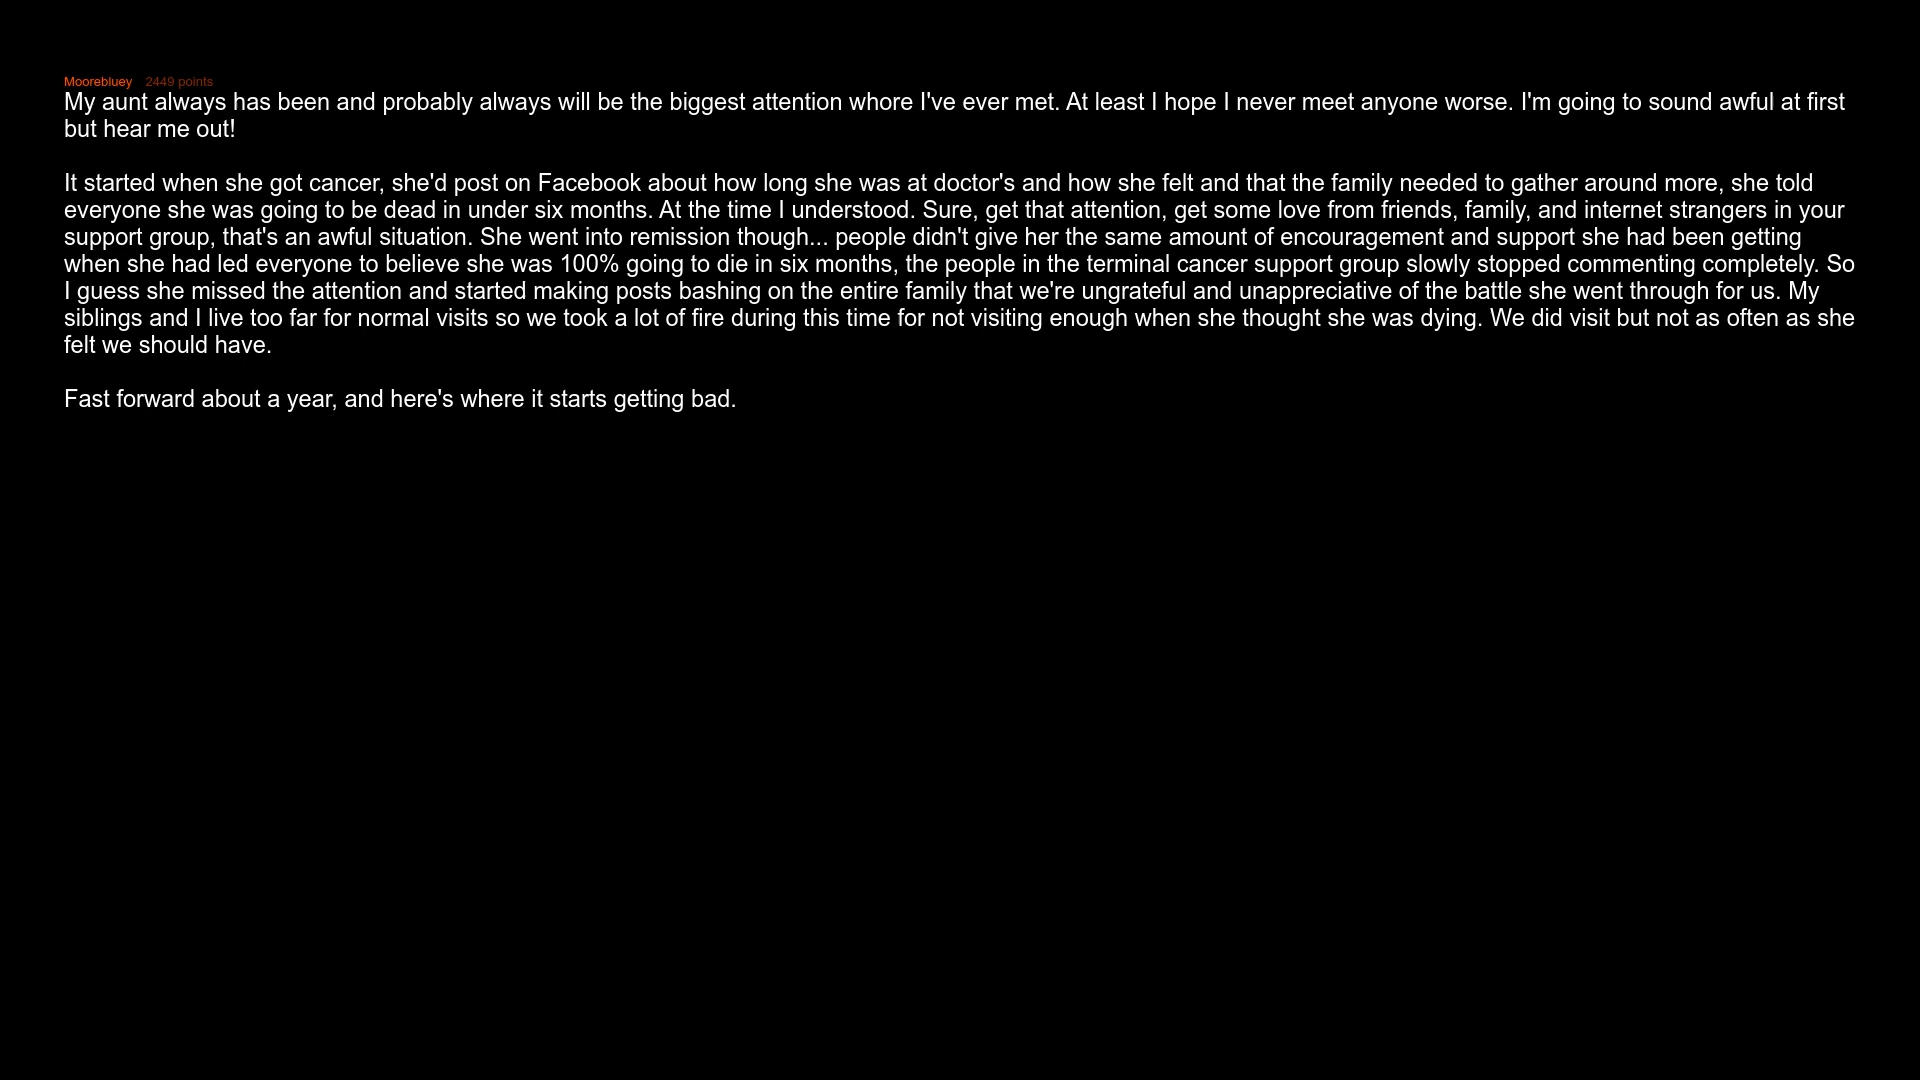 Moorebluey 2449 points
My aunt always has been and probably always will be the biggest attention whore I've ever met. At least I hope I never meet anyone worse. I'm going to sound awful at first
but hear me out!
It started when she got cancer, she'd post on Facebook about how long she was at doctor's and how she felt and that the family needed to gather around more, she told
everyone she was going to be dead in under six months. At the time I understood. Sure, get that attention, get some love from friends, family, and internet strangers in your
support group, that's an awful situation. She went into remission though... people didn't give her the same amount of encouragement and support she had been getting
when she had led everyone to believe she was 100% going to die in six months, the people in the terminal cancer support group slowly stopped commenting completely. So
I guess she missed the attention and started making posts bashing on the entire family that we're ungrateful and unappreciative of the battle she went through for us. My
siblings and I live too far for normal visits so we took a lot of fire during this time for not visiting enough when she thought she was dying. We did visit but not as often as she
felt we should have.
Fast forward about a year, and here's where it starts getting bad.